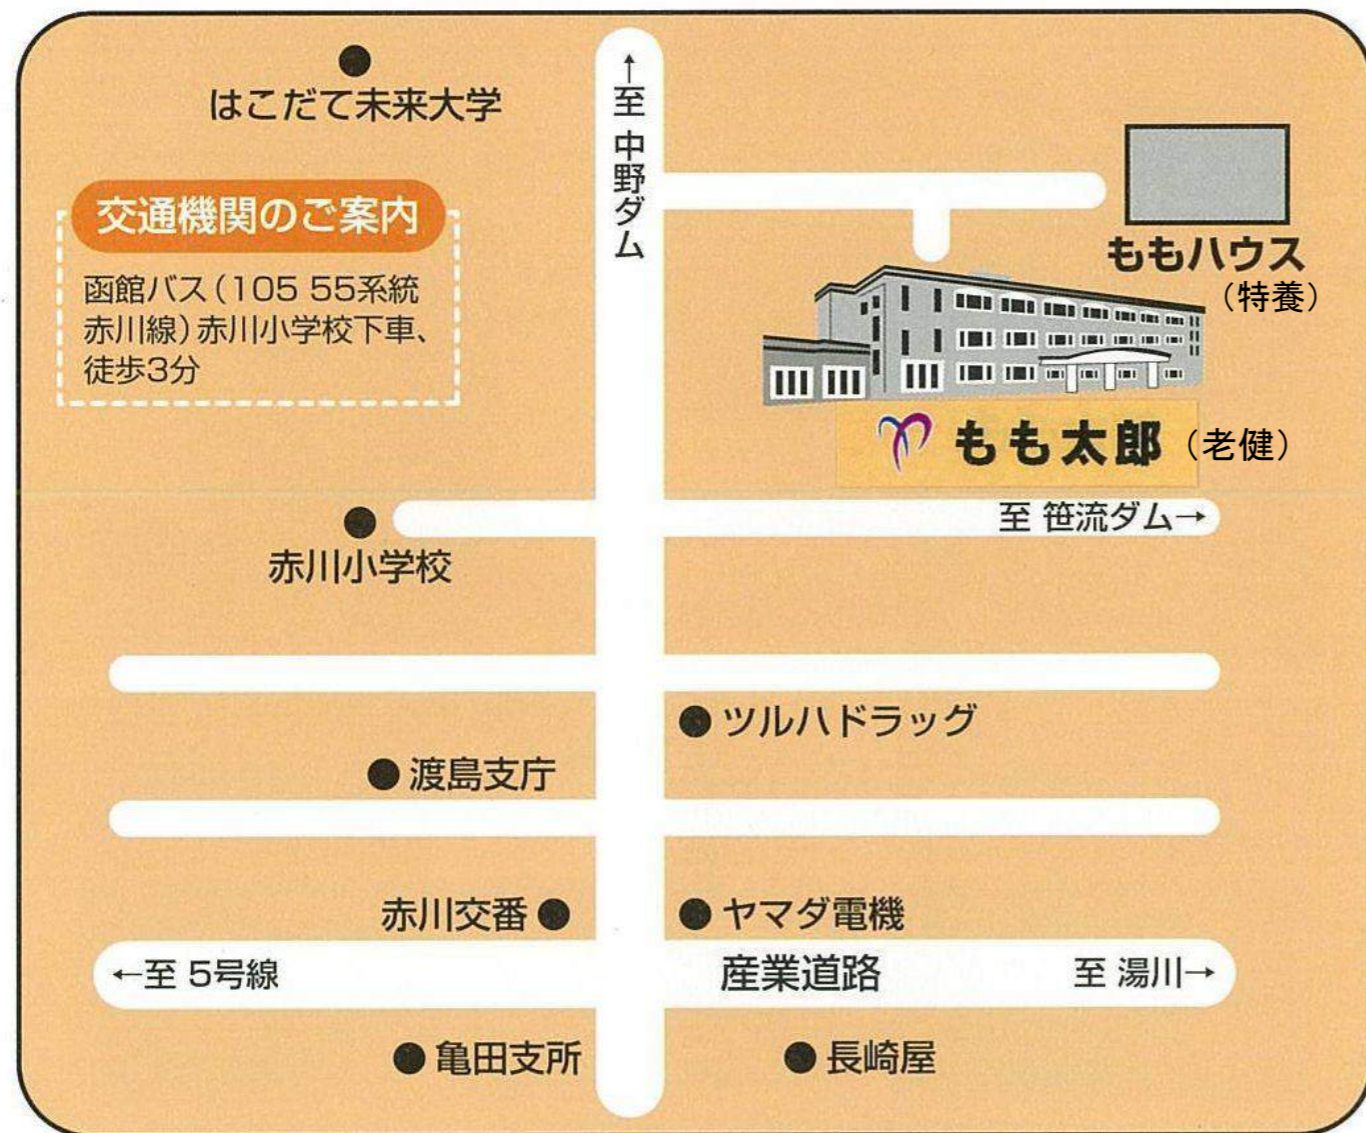 はこだて未来大学
↑至 中野ダム
交通機関のご案内
函館バス(105 55系統
赤川線)赤川小学校下車、
徒歩3分
ももハウス
(特養)
もも太郎(老健)
至 笹流ダム→
赤川小学校
ツルハドラッグ
渡島支庁
赤川交番
ヤマダ電機
←至 5号線
産業道路
至 湯川→
亀田支所
長崎屋